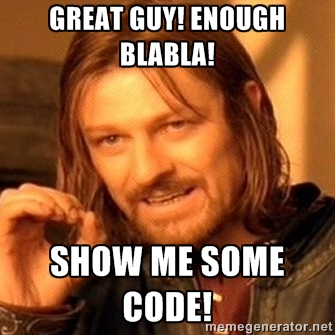 GREAT GUY! ENOUGH
BLABLA!
SHOW ME SOME
CODE!
memegenerator.net